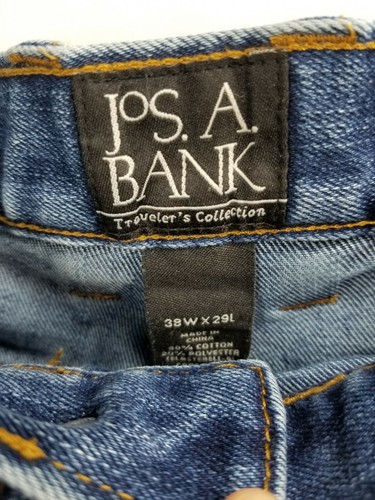 JOS. A.
BANK
Traveler's Collection
38W X 29L
MADE IN
CHINA
80% COTTON
20% POLYESTER